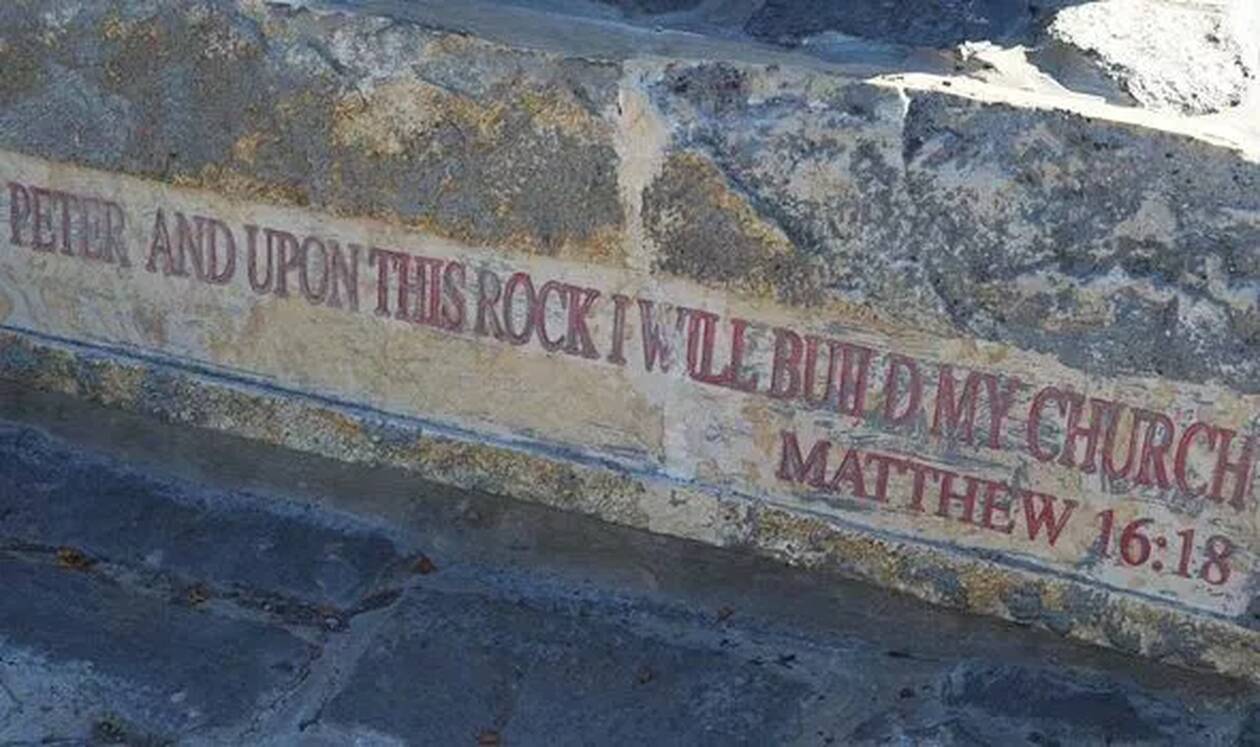 PETER AND UPON THIS ROCK I WILL BUILD MY CHURCH
MATTHEW 16:18